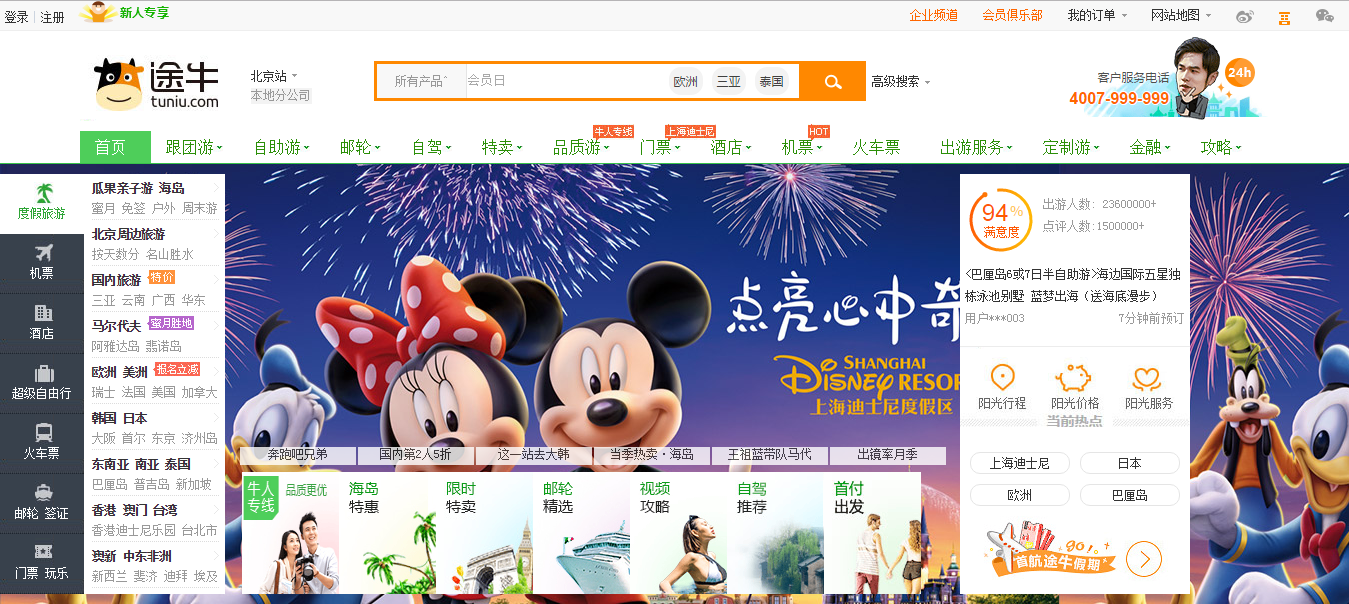 登录 注册 新人专享 企业频道 会员俱乐部 我的订单 网站地图
途牛
tuniu.com
北京站
本地分公司
所有产品 会员日 欧洲 三亚 泰国
高级搜索
客户服务电话
4007-999-999
24h
牛人专线 上海迪士尼 HOT
首页 跟团游 自助游 邮轮 自驾 特卖 品质游 门票 酒店 机票 火车票 出游服务 定制游 金融 攻略
度假旅游
机票
酒店
超级自由行
火车票
邮轮 签证
门票 玩乐
瓜果亲子游 海岛
蜜月 免签 户外 周末游
北京周边旅游
按天数分 名山胜水
国内旅游 特价
三亚 云南 广西 华东
马尔代夫 蜜月胜地
阿雅达岛 翡诺岛
欧洲 美洲 报名立减
瑞士 法国 美国 加拿大
韩国 日本
大阪 首尔 东京 济州岛
东南亚 南亚 泰国
巴厘岛 普吉岛 新加坡
香港 澳门 台湾
香港迪士尼乐园 台北市
澳新 中东非洲
新西兰 斐济 迪拜 埃及
点亮心中奇
SHANGHAI
DISNEY RESOR
上海迪士尼度假区
奔跑吧兄弟 国内第2人5折 这一站去大韩 当季热卖·海岛 王祖蓝带队马代 出镜率月季
牛人
专线
品质更优
海岛
特惠
限时
特卖
邮轮
精选
视频
攻略
自驾
推荐
首付
出发
94%
满意度
出游人数：23600000+
点评人数：1500000+
<巴厘岛6或7日半自助游>海边国际五星独
栋泳池别墅 蓝梦出海（送海底漫步）
用户***003 7分钟前预订
阳光行程 阳光价格 阳光服务
当前热点
上海迪士尼 日本
欧洲 巴厘岛
go!
首航途牛假期